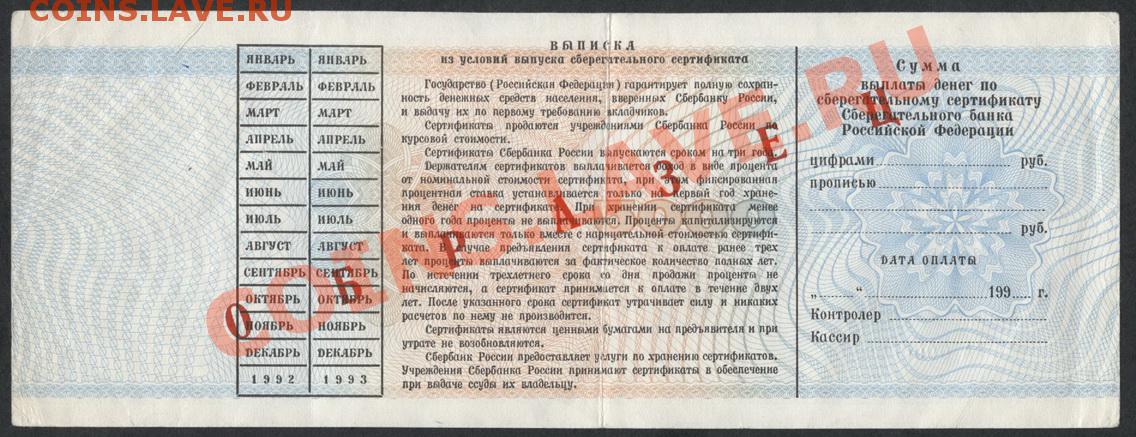 COINS.LAVE.RU
ЯНВАРЬ ЯНВАРЬ
ФЕВРАЛЬ ФЕВРАЛЬ
МАРТ МАРТ
АПРЕЛЬ АПРЕЛЬ
МАЙ МАЙ
ИЮНЬ ИЮНЬ
ИЮЛЬ ИЮЛЬ
АВГУСТ АВГУСТ
СЕНТЯБРЬ СЕНТЯБРЬ
ОКТЯБРЬ ОКТЯБРЬ
НОЯБРЬ НОЯБРЬ
ДЕКАБРЬ ДЕКАБРЬ
1992 1993
ВЫПИСКА
из условий выпуска сберегательного сертификата
Государство (Российская Федерация) гарантирует полную сохран-
ность денежных средств населения, вверенных Сбербанку России,
и выдачу их по первому требованию вкладчиков.
Сертификаты продаются учреждениями Сбербанка России по
курсовой стоимости.
Сертификаты Сбербанка России выпускаются сроком на три года.
Держателям сертификатов выплачивается доход в виде процента
от номинальной стоимости сертификата, при этом фиксированная
процентная ставка устанавливается только на первый год хране-
ния денег на сертификате. При хранении сертификата менее
одного года проценты не выплачиваются. Проценты капитализируются
и выплачиваются только вместе с нарицательной стоимостью сертифи-
ката. В случае предъявления сертификата к оплате ранее трех
лет проценты выплачиваются за фактическое количество полных лет.
По истечении трехлетнего срока со дня продажи проценты не
начисляются, а сертификат принимается к оплате в течение двух
лет. После указанного срока сертификат утрачивает силу и никаких
расчетов по нему не производится.
Сертификаты являются ценными бумагами на предъявителя и при
утрате не возобновляются.
Сбербанк России предоставляет услуги по хранению сертификатов.
Учреждения Сбербанка России принимают сертификаты в обеспечение
при выдаче ссуды их владельцу.
Сумма
выплаты денег по
сберегательному сертификату
Сберегательного банка
Российской Федерации
цифрами руб.
прописью
руб.
ДАТА ОПЛАТЫ
„ “ 199 г.
Контролер
Кассир
ОБРАЗЕЦ
COINS.LAVE.RU